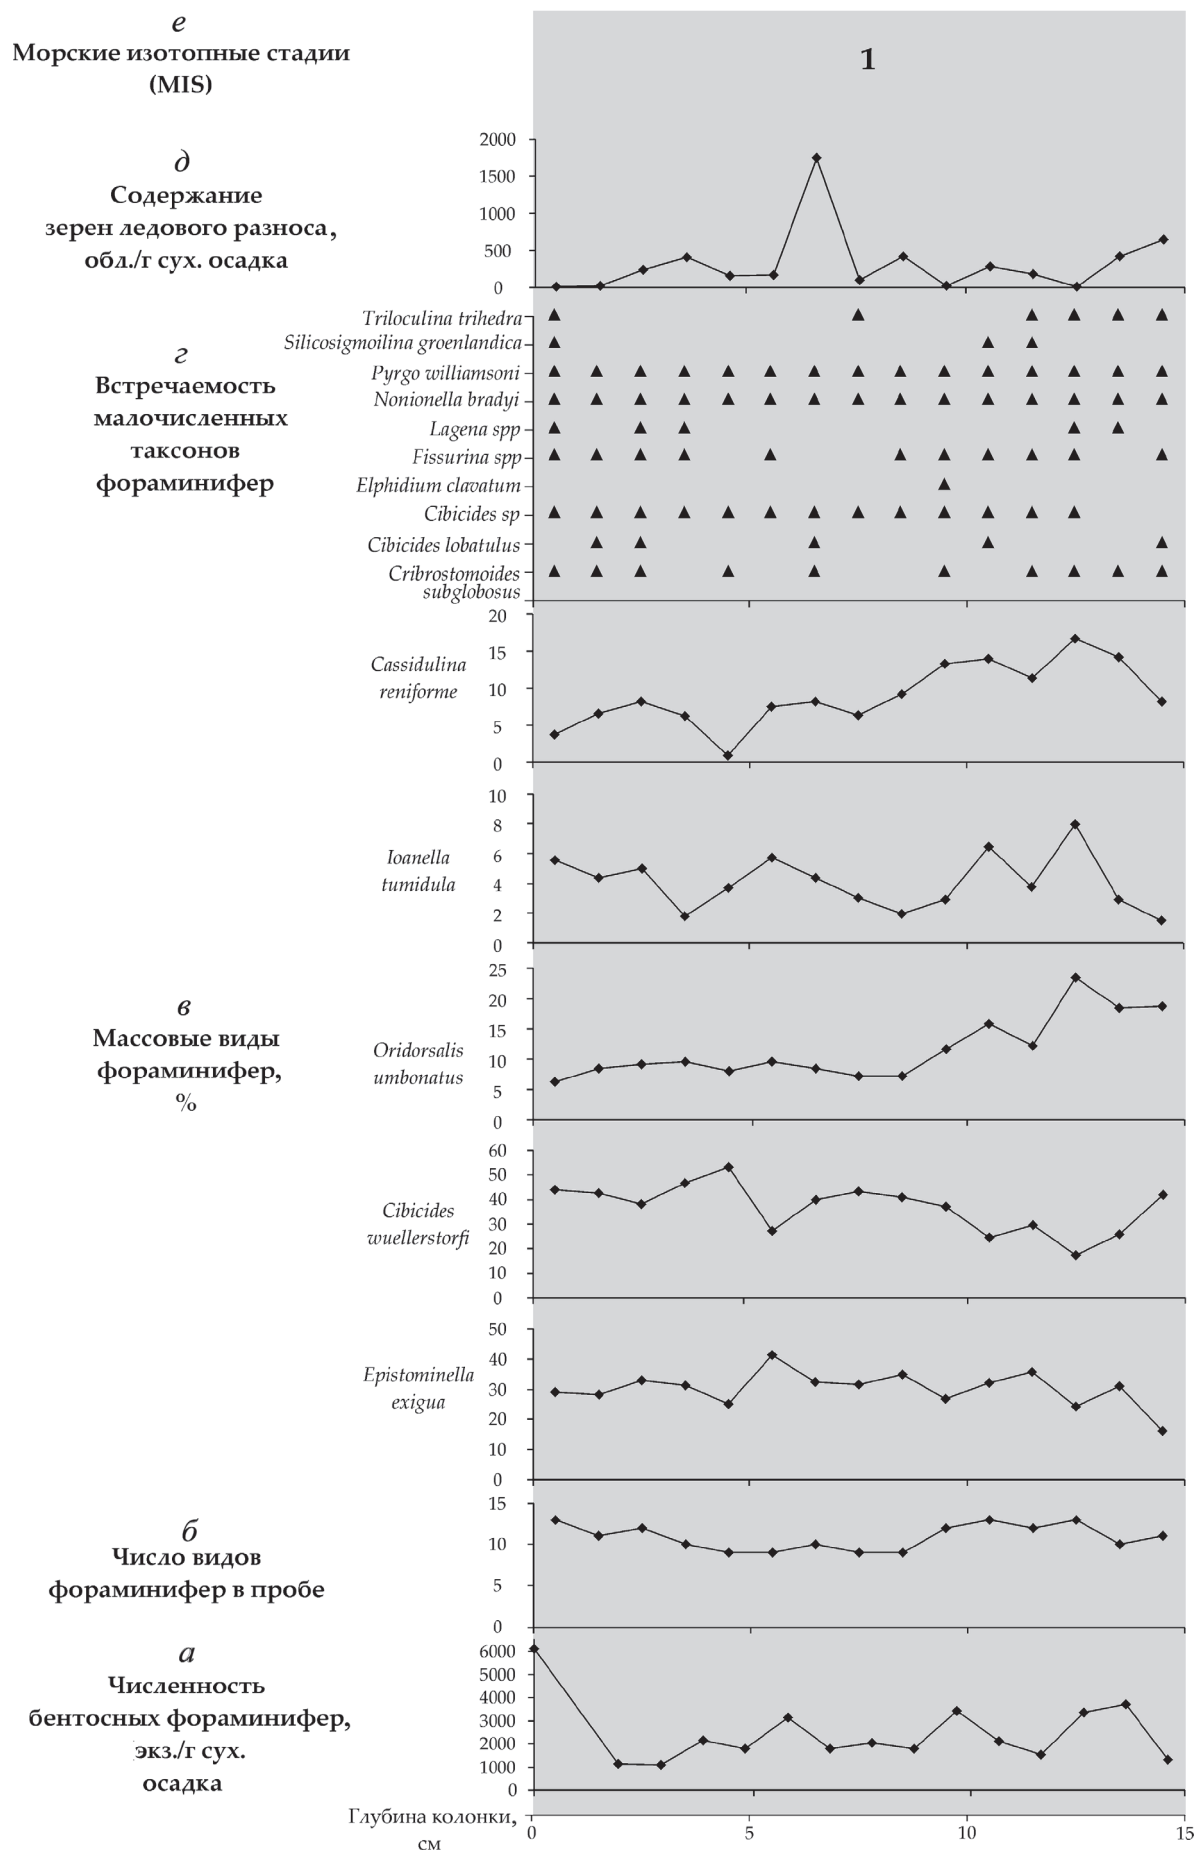 е
Морские изотопные стадии
(MIS)
1
д
Содержание
зерен ледового разноса,
обл./г сух. осадка
2000
1500
1000
500
0
г
Встречаемость
малочисленных
таксонов
фораминифер
Triloculina trihedra
Silicosigmoilina groenlandica
Pyrgo williamsoni
Nonionella bradyi
Lagena spp
Fissurina spp
Elphidium clavatum
Cibicides sp
Cibicides lobatulus
Cribrostomoides
subglobosus
в
Массовые виды
фораминифер,
%
Cassidulina
reniforme
20
15
10
5
0
Ioanella
tumidula
10
8
6
4
2
0
Oridorsalis
umbonatus
25
20
15
10
5
0
Cibicides
wuellerstorfi
60
50
40
30
20
10
0
Epistominella
exigua
50
40
30
20
10
0
б
Число видов
фораминифер в пробе
15
10
5
0
а
Численность
бентосных фораминифер,
экз./г сух.
осадка
6000
5000
4000
3000
2000
1000
0
Глубина колонки,
см
0 5 10 15